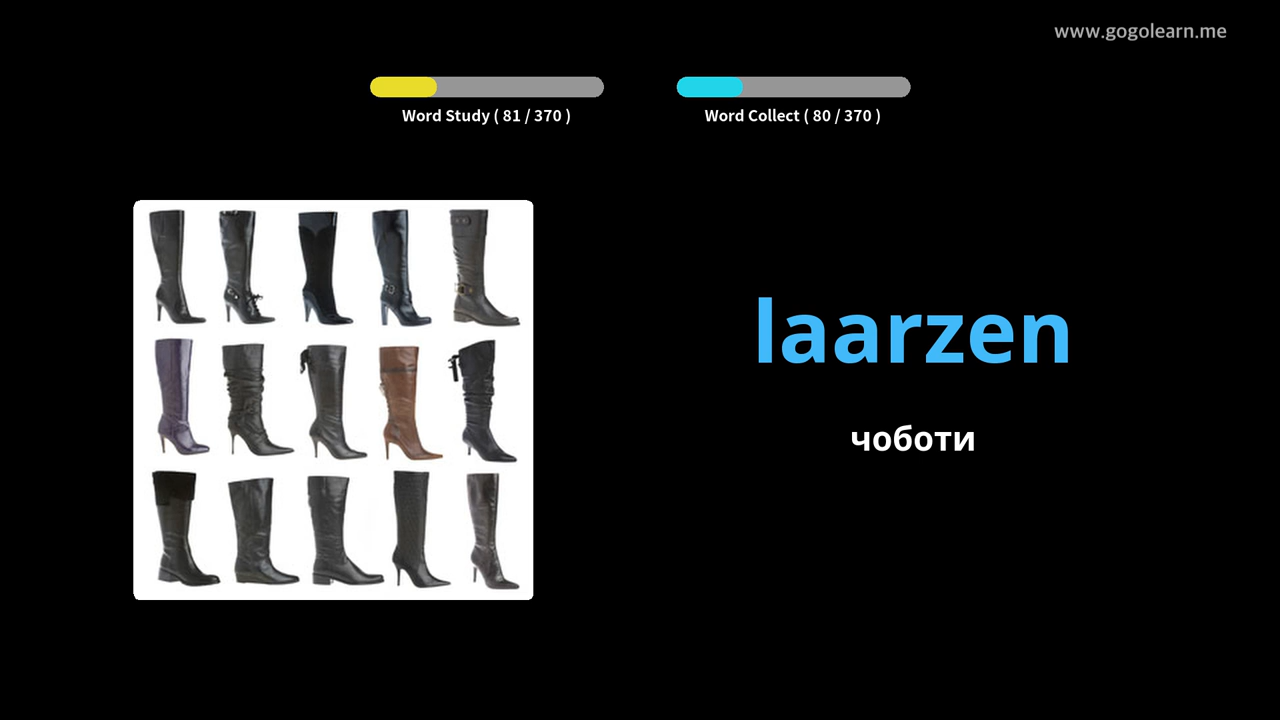 www.gogolearn.me
Word Study ( 81 / 370 )
Word Collect ( 80 / 370 )
laarzen
чоботи